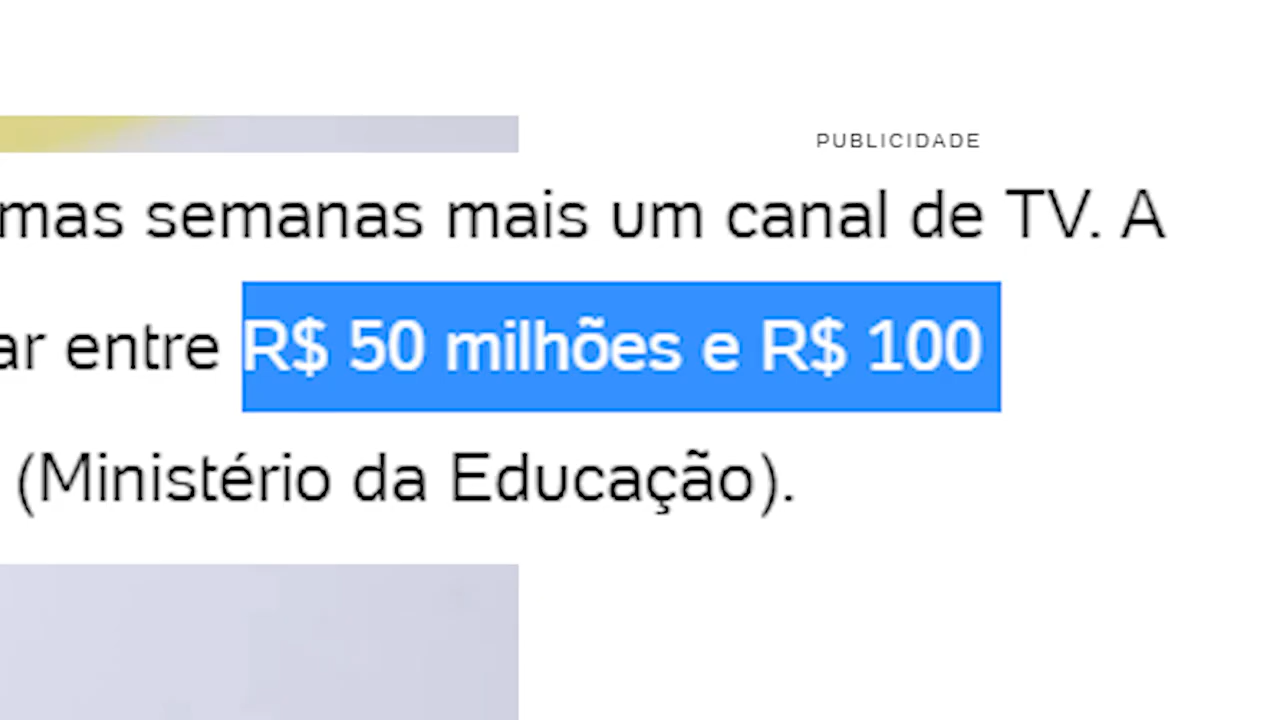 PUBLICIDADE
mas semanas mais um canal de TV. A
ar entre R$ 50 milhões e R$ 100
(Ministério da Educação).